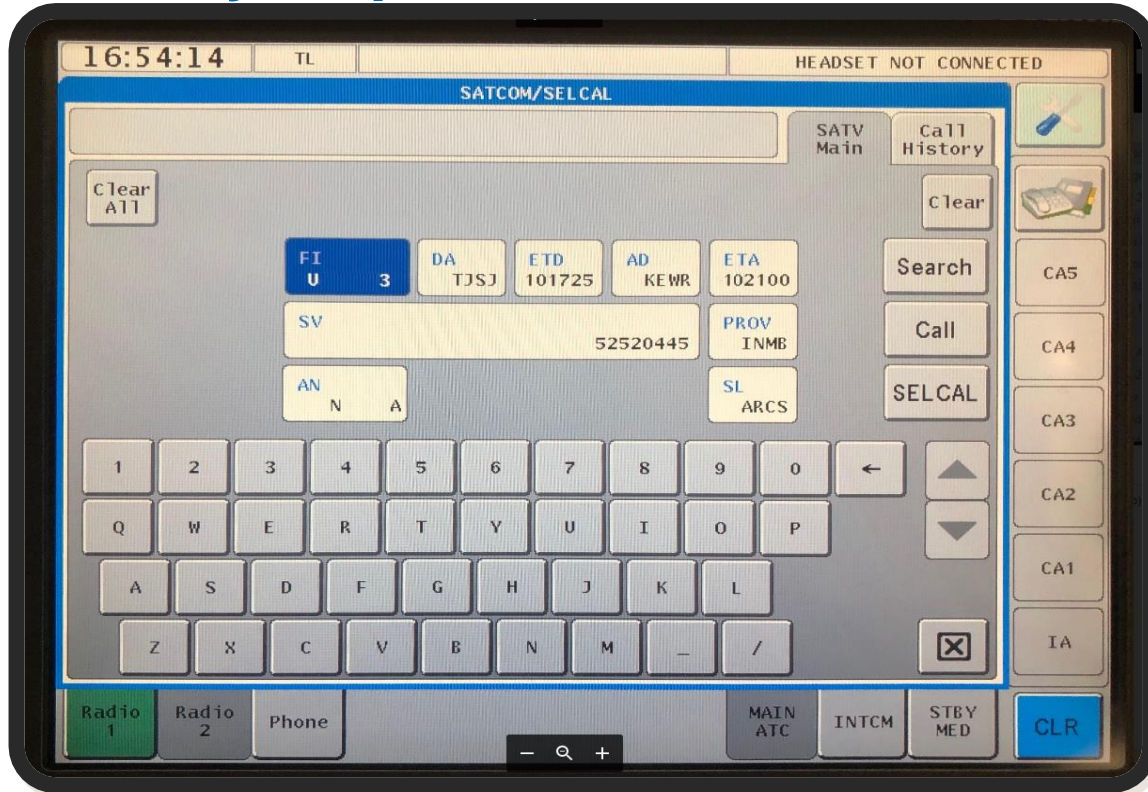 16:54:14 TL HEADSET NOT CONNECTED
SATCOM/SELCAL
SATV Main
Call History
Clear All
Clear
FI U 3
DA TJSJ
ETD 101725
AD KEWR
ETA 102100
Search
CA5
SV 52520445
PROV INMB
Call
CA4
AN N A
SL ARCS
SELCAL
CA3
1 2 3 4 5 6 7 8 9 0 ←
CA2
Q W E R T Y U I O P
A S D F G H J K L
CA1
Z X C V B N M _ /
IA
Radio 1
Radio 2
Phone
MAIN ATC
INTCM
STBY MED
CLR